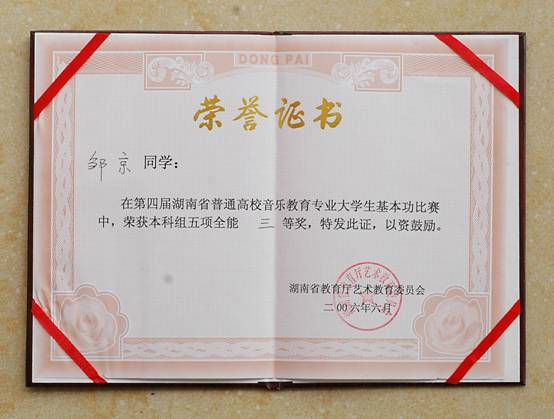 DONG PAI
荣誉证书
邹京 同学：
在第四届湖南省普通高校音乐教育专业大学生基本功比赛
中，荣获本科组五项全能 三 等奖，特发此证，以资鼓励。
湖南省教育厅艺术教育委员会
二00六年六月